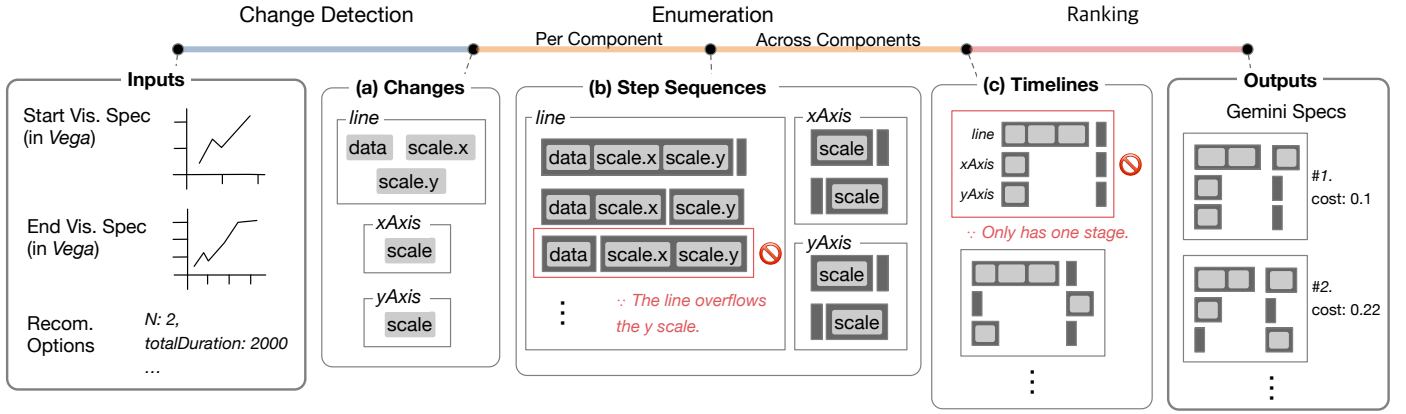 Change Detection
Enumeration
Ranking
Per Component
Across Components
Inputs
Start Vis. Spec
(in Vega)
End Vis. Spec
(in Vega)
Recom.
Options
N: 2,
totalDuration: 2000
...
(a) Changes
line
data
scale.x
scale.y
xAxis
scale
yAxis
scale
(b) Step Sequences
line
data scale.x scale.y
data scale.x scale.y
data scale.x scale.y
∵ The line overflows
the y scale.
⋮
xAxis
scale
scale
yAxis
scale
scale
(c) Timelines
line
xAxis
yAxis
∵ Only has one stage.
⋮
Outputs
Gemini Specs
#1.
cost: 0.1
#2.
cost: 0.22
⋮